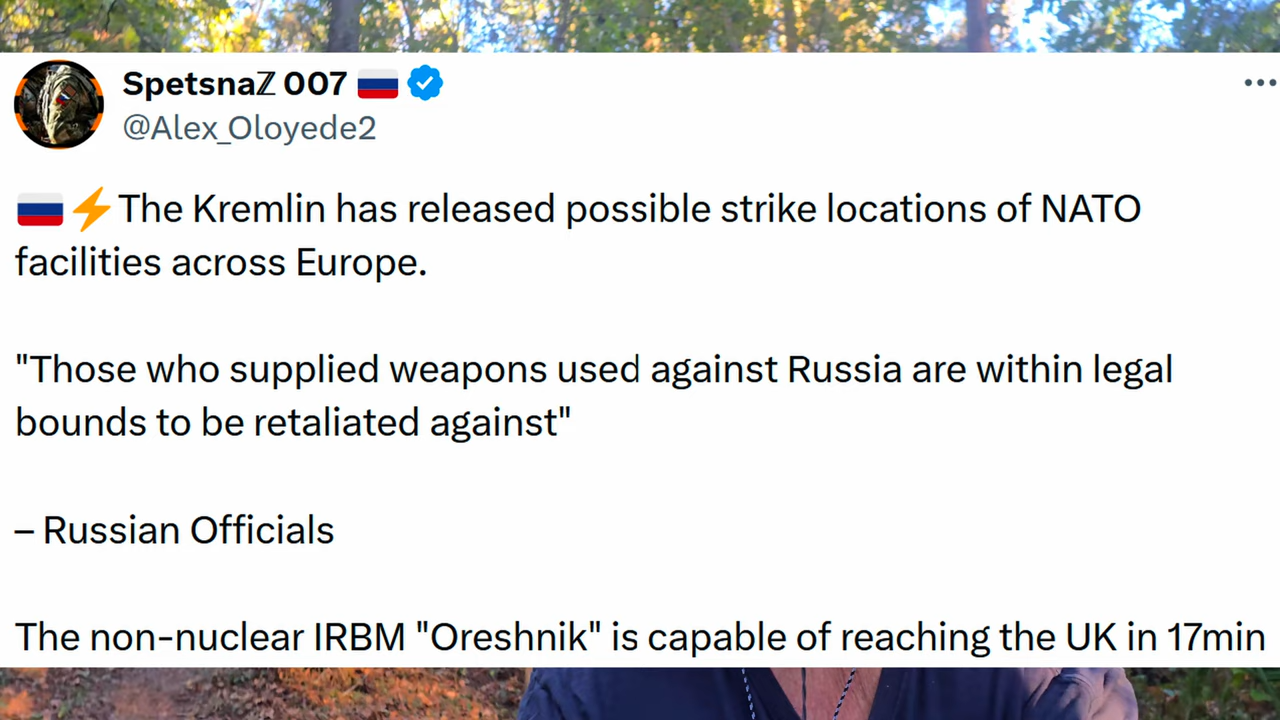 Spetsnaℤ 007 🇷🇺
@Alex_Oloyede2
🇷🇺⚡The Kremlin has released possible strike locations of NATO
facilities across Europe.
"Those who supplied weapons used against Russia are within legal
bounds to be retaliated against"
– Russian Officials
The non-nuclear IRBM "Oreshnik" is capable of reaching the UK in 17min